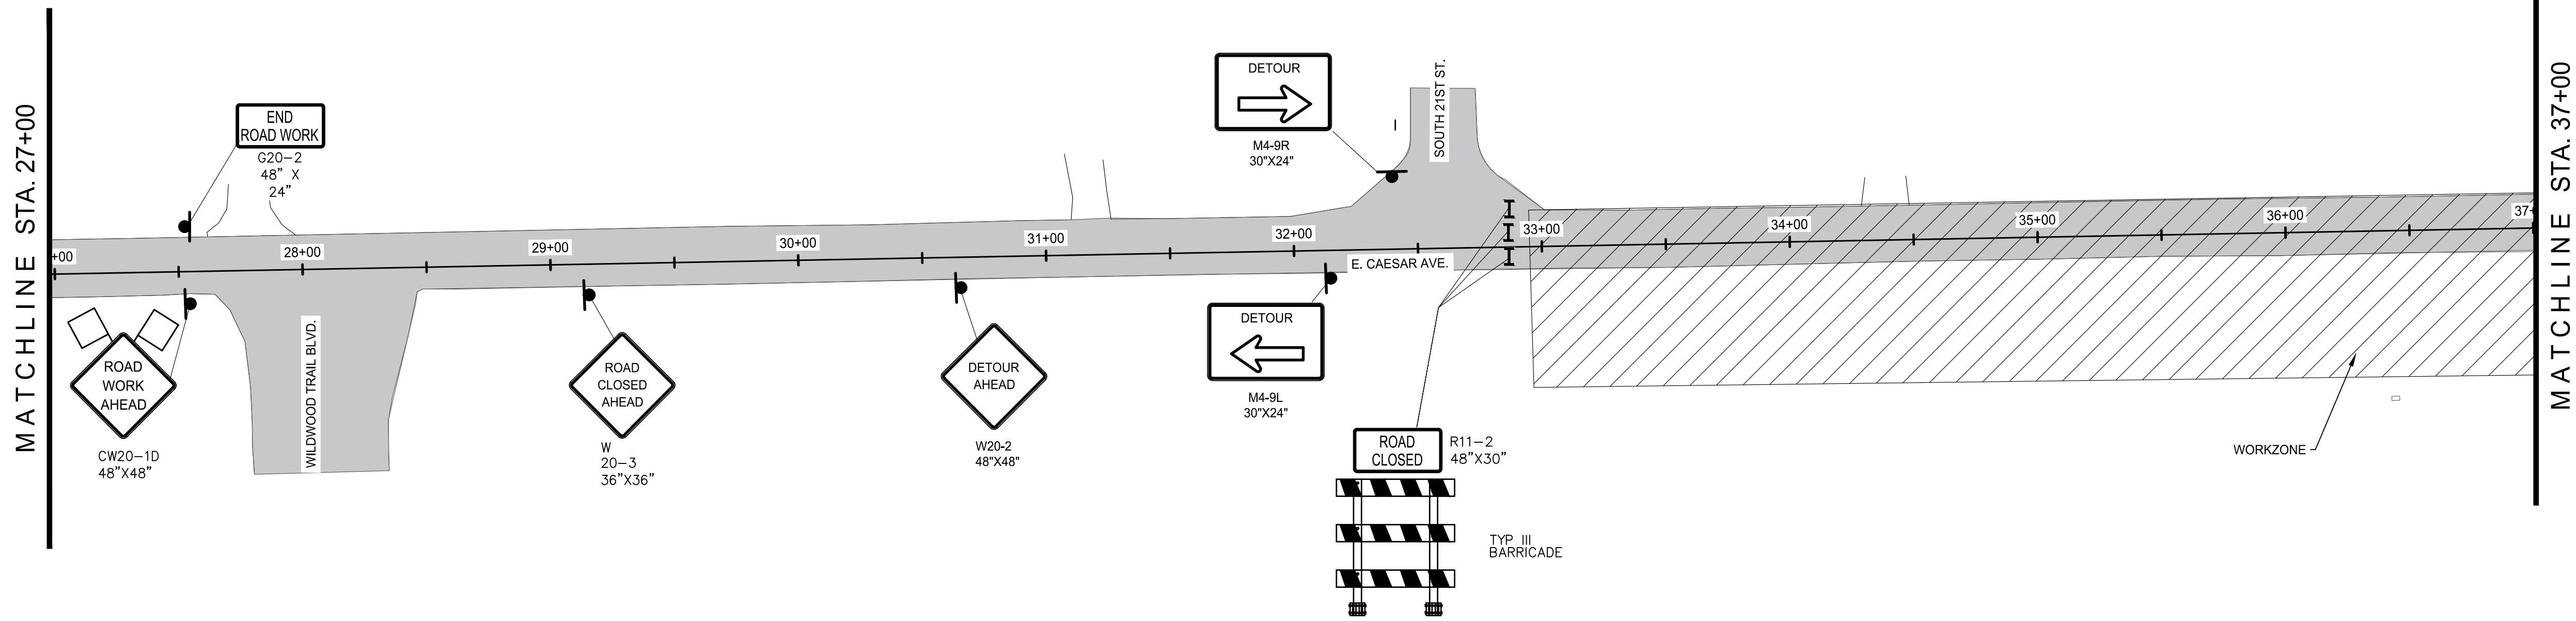 MATCHLINE STA. 27+00
END
ROAD WORK
G20-2
48" X
24"
DETOUR
M4-9R
30"X24"
SOUTH 21ST ST.
MATCHLINE STA. 37+00
+00
28+00
29+00
30+00
31+00
32+00
33+00
34+00
35+00
36+00
37+
E. CAESAR AVE.
WILDWOOD TRAIL BLVD.
ROAD
WORK
AHEAD
CW20-1D
48"X48"
ROAD
CLOSED
AHEAD
W
20-3
36"X36"
DETOUR
AHEAD
W20-2
48"X48"
DETOUR
M4-9L
30"X24"
ROAD
CLOSED
R11-2
48"X30"
TYP III
BARRICADE
WORKZONE